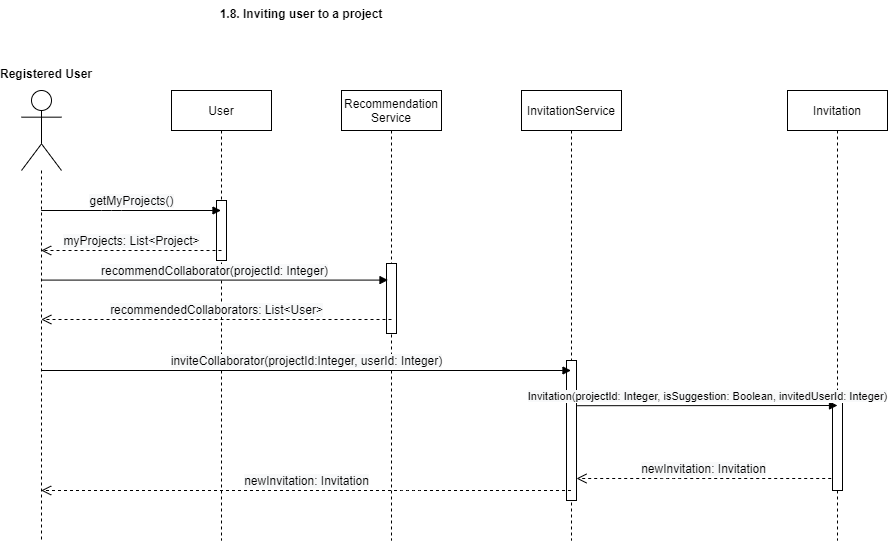 1.8. Inviting user to a project
Registered User
User
Recommendation
Service
InvitationService
Invitation
getMyProjects()
myProjects: List<Project>
recommendCollaborator(projectId: Integer)
recommendedCollaborators: List<User>
inviteCollaborator(projectId:Integer, userId: Integer)
Invitation(projectId: Integer, isSuggestion: Boolean, invitedUserId: Integer)
newInvitation: Invitation
newInvitation: Invitation